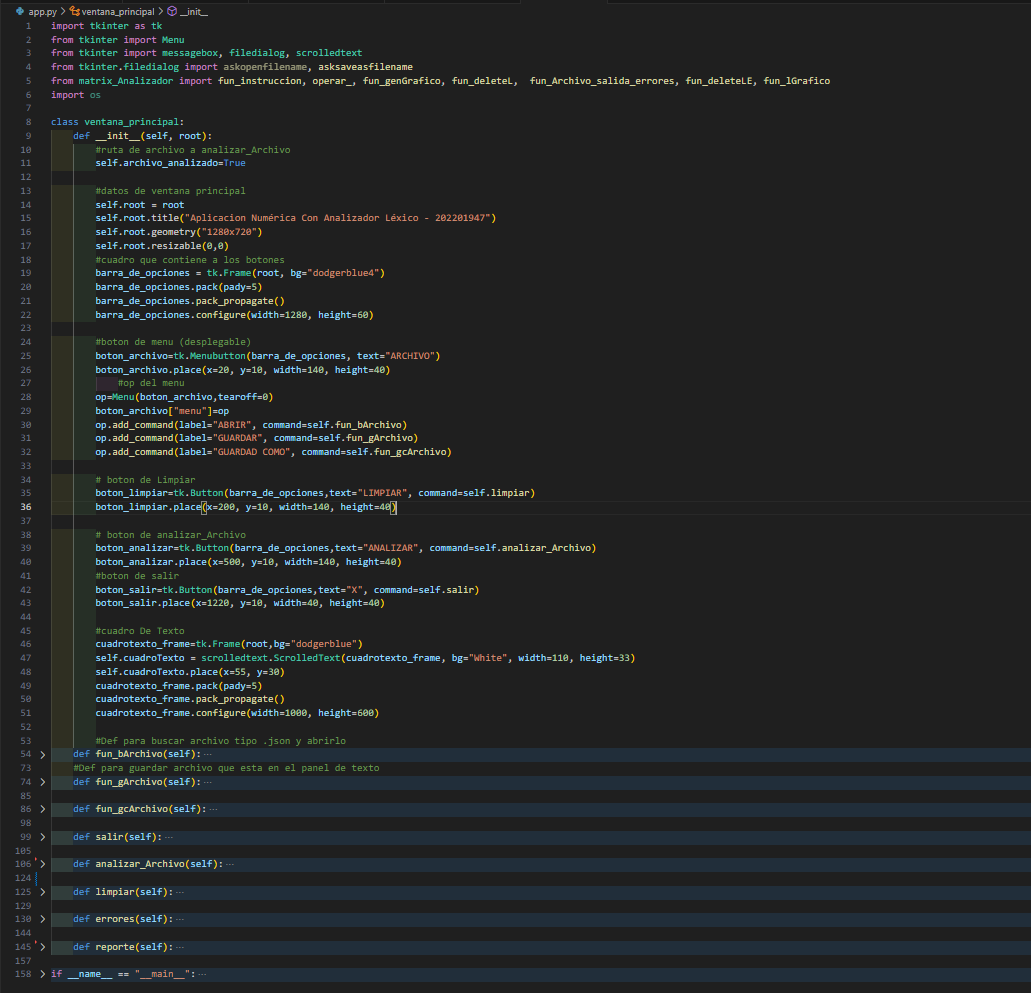 app.py > ventana_principal > __init__
1 import tkinter as tk
2 from tkinter import Menu
3 from tkinter import messagebox, filedialog, scrolledtext
4 from tkinter.filedialog import askopenfilename, asksaveasfilename
5 from matrix_Analizador import fun_instruccion, operar_, fun_genGrafico, fun_deleteL,  fun_Archivo_salida_errores, fun_deleteLE, fun_lGrafico
6 import os
7
8 class ventana_principal:
9     def __init__(self, root):
10         #ruta de archivo a analizar_Archivo
11         self.archivo_analizado=True
12
13         #datos de ventana principal
14         self.root = root
15         self.root.title("Aplicacion Numérica Con Analizador Léxico - 202201947")
16         self.root.geometry("1280x720")
17         self.root.resizable(0,0)
18         #cuadro que contiene a los botones
19         barra_de_opciones = tk.Frame(root, bg="dodgerblue4")
20         barra_de_opciones.pack(pady=5)
21         barra_de_opciones.pack_propagate()
22         barra_de_opciones.configure(width=1280, height=60)
23
24         #boton de menu (desplegable)
25         boton_archivo=tk.Menubutton(barra_de_opciones, text="ARCHIVO")
26         boton_archivo.place(x=20, y=10, width=140, height=40)
27             #op del menu
28         op=Menu(boton_archivo,tearoff=0)
29         boton_archivo["menu"]=op
30         op.add_command(label="ABRIR", command=self.fun_bArchivo)
31         op.add_command(label="GUARDAR", command=self.fun_gArchivo)
32         op.add_command(label="GUARDAD COMO", command=self.fun_gcArchivo)
33
34         # boton de Limpiar
35         boton_limpiar=tk.Button(barra_de_opciones,text="LIMPIAR", command=self.limpiar)
36         boton_limpiar.place(x=200, y=10, width=140, height=40)
37
38         # boton de analizar_Archivo
39         boton_analizar=tk.Button(barra_de_opciones,text="ANALIZAR", command=self.analizar_Archivo)
40         boton_analizar.place(x=500, y=10, width=140, height=40)
41         #boton de salir
42         boton_salir=tk.Button(barra_de_opciones,text="X", command=self.salir)
43         boton_salir.place(x=1220, y=10, width=40, height=40)
44
45         #cuadro De Texto
46         cuadrotexto_frame=tk.Frame(root,bg="dodgerblue")
47         self.cuadroTexto = scrolledtext.ScrolledText(cuadrotexto_frame, bg="White", width=110, height=33)
48         self.cuadroTexto.place(x=55, y=30)
49         cuadrotexto_frame.pack(pady=5)
50         cuadrotexto_frame.pack_propagate()
51         cuadrotexto_frame.configure(width=1000, height=600)
52
53         #Def para buscar archivo tipo .json y abrirlo
54 >     def fun_bArchivo(self): ···
73     #Def para guardar archivo que esta en el panel de texto
74 >     def fun_gArchivo(self): ···
85
86 >     def fun_gcArchivo(self): ···
98
99 >     def salir(self): ···
105
106 >     def analizar_Archivo(self): ···
124
125 >     def limpiar(self): ···
129
130 >     def errores(self): ···
144
145 >     def reporte(self): ···
157
158 > if __name__ == "__main__": ···